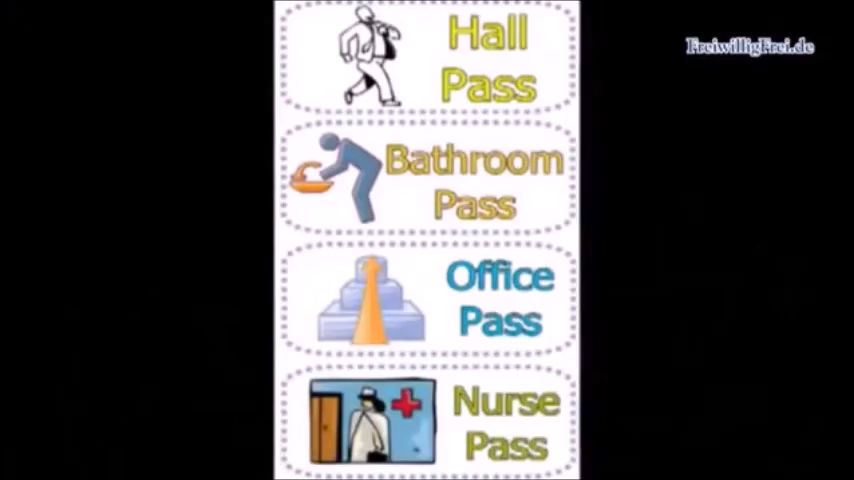 FreiwilligFrei.de
Hall
Pass
Bathroom
Pass
Office
Pass
Nurse
Pass